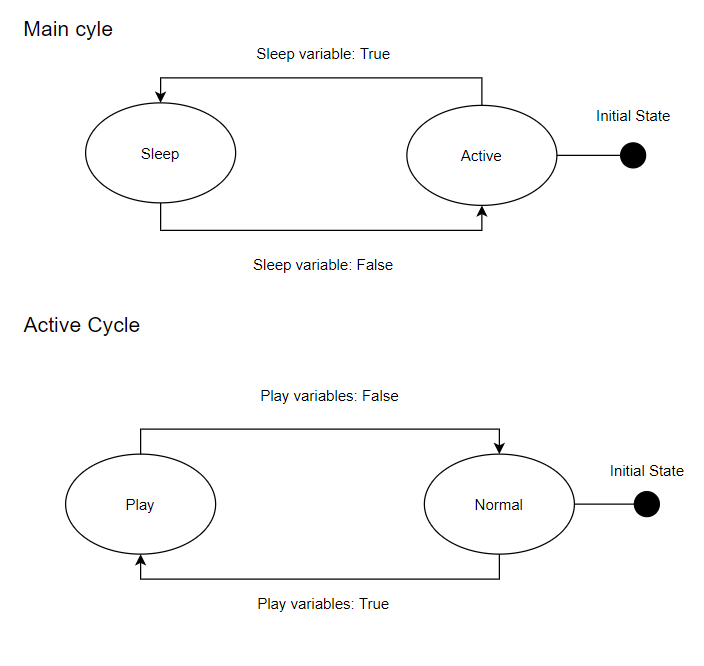 Main cyle
Sleep variable: True
Initial State
Sleep
Active
Sleep variable: False
Active Cycle
Play variables: False
Initial State
Play
Normal
Play variables: True